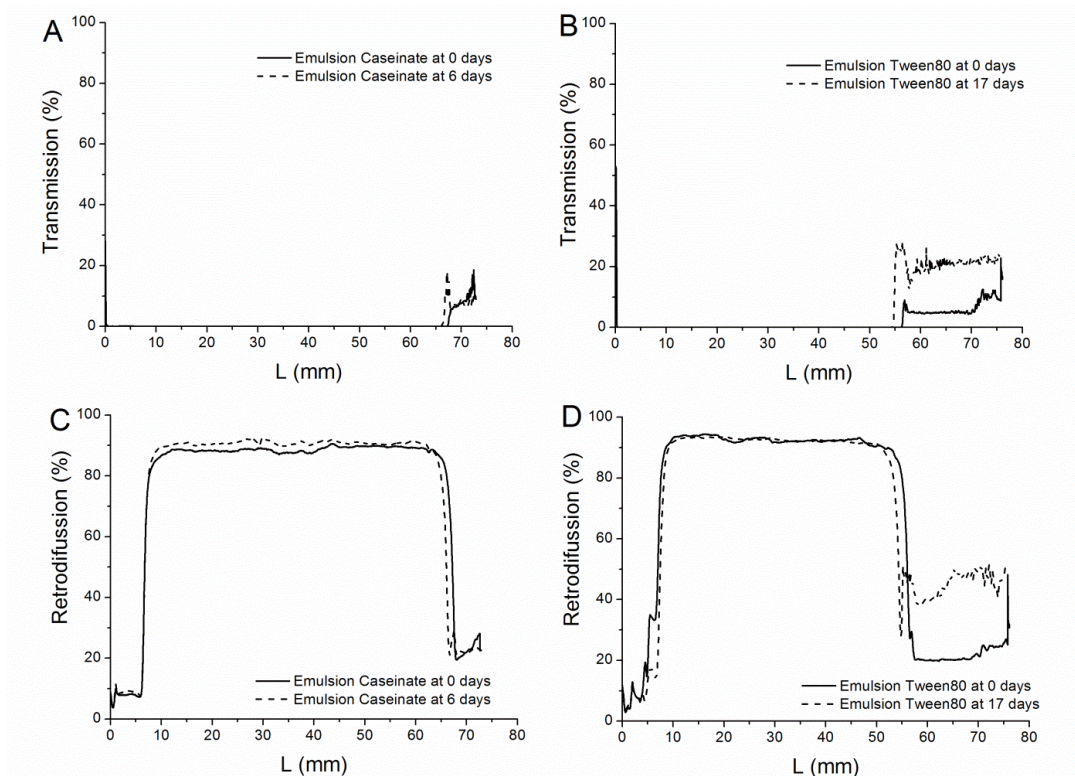 A
Emulsion Caseinate at 0 days
Emulsion Caseinate at 6 days
Transmission (%)
100
80
60
40
20
0
0 10 20 30 40 50 60 70 80
L (mm)
B
Emulsion Tween80 at 0 days
Emulsion Tween80 at 17 days
Transmission (%)
100
80
60
40
20
0
0 10 20 30 40 50 60 70 80
L (mm)
C
Retrodifussion (%)
100
80
60
40
20
0
Emulsion Caseinate at 0 days
Emulsion Caseinate at 6 days
0 10 20 30 40 50 60 70 80
L (mm)
D
Retrodifussion (%)
100
80
60
40
20
0
Emulsion Tween80 at 0 days
Emulsion Tween80 at 17 days
0 10 20 30 40 50 60 70 80
L (mm)